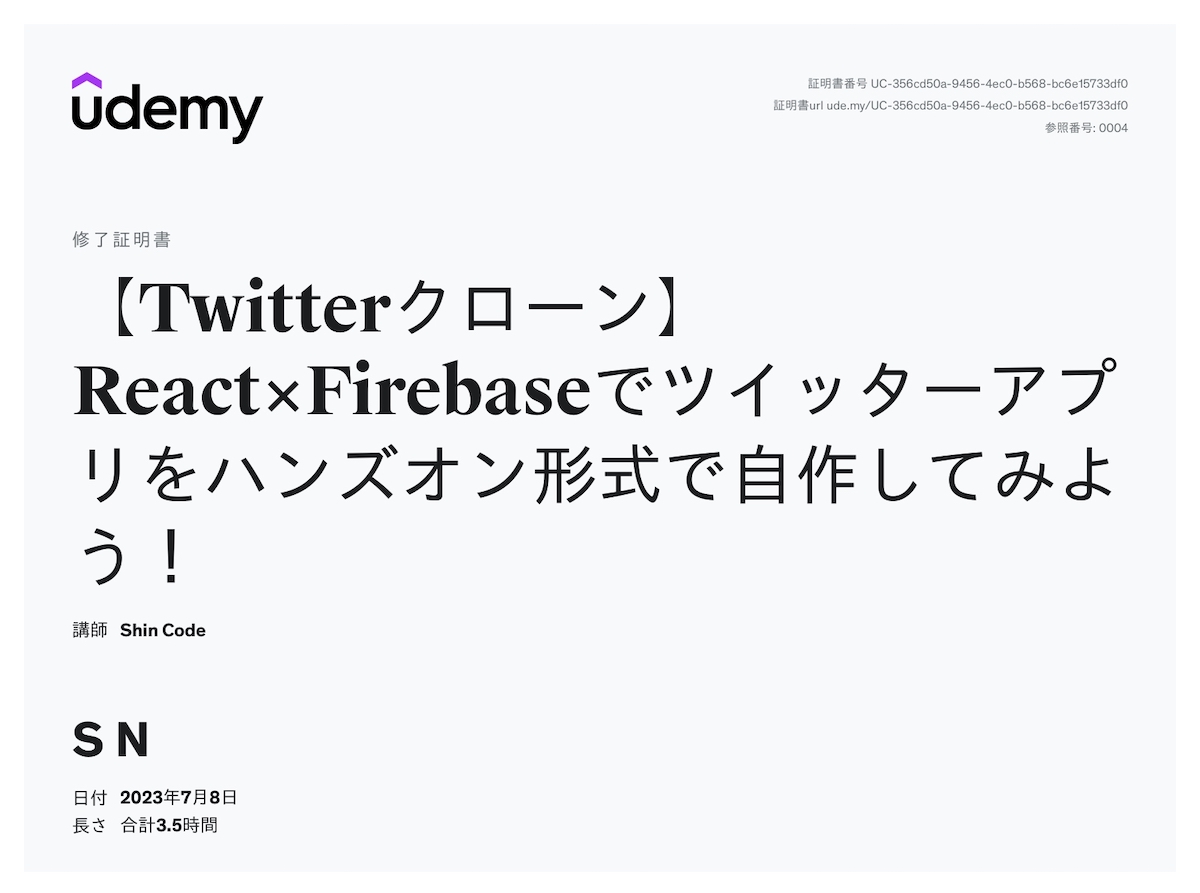 udemy
証明書番号 UC-356cd50a-9456-4ec0-b568-bc6e15733df0
証明書url ude.my/UC-356cd50a-9456-4ec0-b568-bc6e15733df0
参照番号: 0004
修了証明書
【Twitterクローン】
React×Firebaseでツイッターアプ
リをハンズオン形式で自作してみよ
う！
講師 Shin Code
S N
日付 2023年7月8日
長さ 合計3.5時間